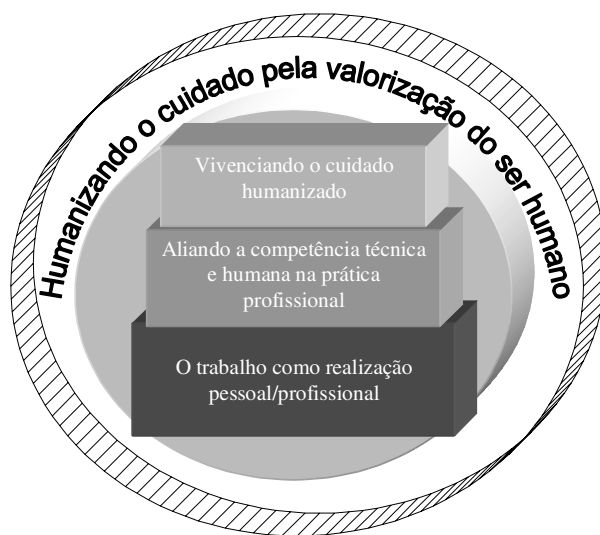 Humanizando o cuidado pela valorização do ser humano
Vivenciando o cuidado
humanizado
Aliando a competência técnica
e humana na prática
profissional
O trabalho como realização
pessoal/profissional